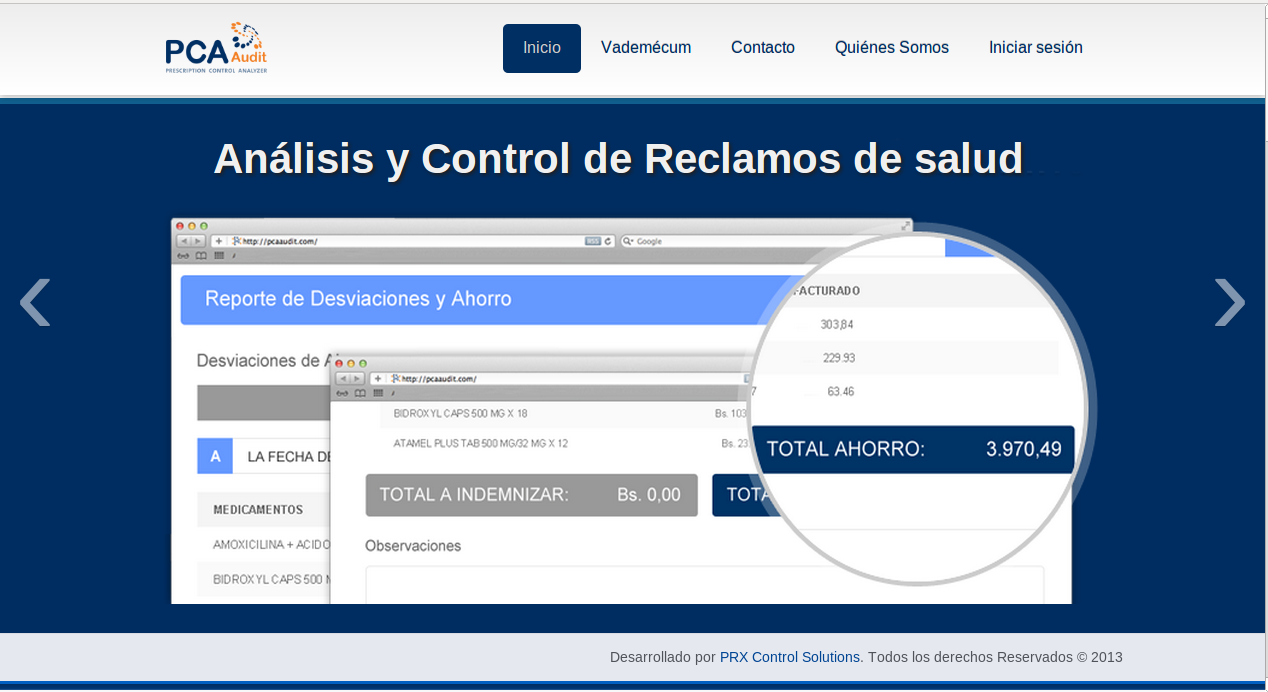 PCA Audit
PRESCRIPTION CONTROL ANALYZER
Inicio Vademécum Contacto Quiénes Somos Iniciar sesión
Análisis y Control de Reclamos de salud
http://pcaaudit.com/ RSS Google
Reporte de Desviaciones y Ahorro
FACTURADO
303,84
229.93
63.46
Desviaciones de A
http://pcaaudit.com/
BIDROXYL CAPS 500 MG X 18 Bs. 103
ATAMEL PLUS TAB 500 MG/32 MG X 12 Bs. 23
A LA FECHA DE
TOTAL AHORRO: 3.970,49
TOTAL A INDEMNIZAR: Bs. 0,00 TOTA
MEDICAMENTOS
AMOXICILINA + ACIDO
BIDROXYL CAPS 500 M
Observaciones
Desarrollado por PRX Control Solutions. Todos los derechos Reservados © 2013